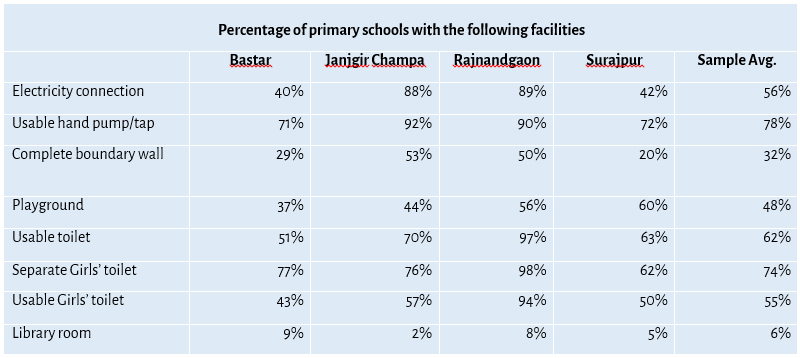 Percentage of primary schools with the following facilities
Bastar Janjgir Champa Rajnandgaon Surajpur Sample Avg.
Electricity connection 40% 88% 89% 42% 56%
Usable hand pump/tap 71% 92% 90% 72% 78%
Complete boundary wall 29% 53% 50% 20% 32%
Playground 37% 44% 56% 60% 48%
Usable toilet 51% 70% 97% 63% 62%
Separate Girls' toilet 77% 76% 98% 62% 74%
Usable Girls' toilet 43% 57% 94% 50% 55%
Library room 9% 2% 8% 5% 6%